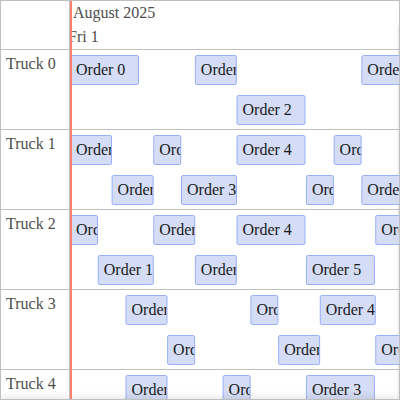 August 2025
Fri 1
Truck 0
Order 0
Order
Orde
Order 2
Truck 1
Order
Orc
Order 4
Orc
Order
Order 3
Orc
Orde
Truck 2
Orc
Order
Order 4
Or
Order 1
Order
Order 5
Truck 3
Order
Orc
Order 4
Orc
Order
Or
Truck 4
Order
Orc
Order 3